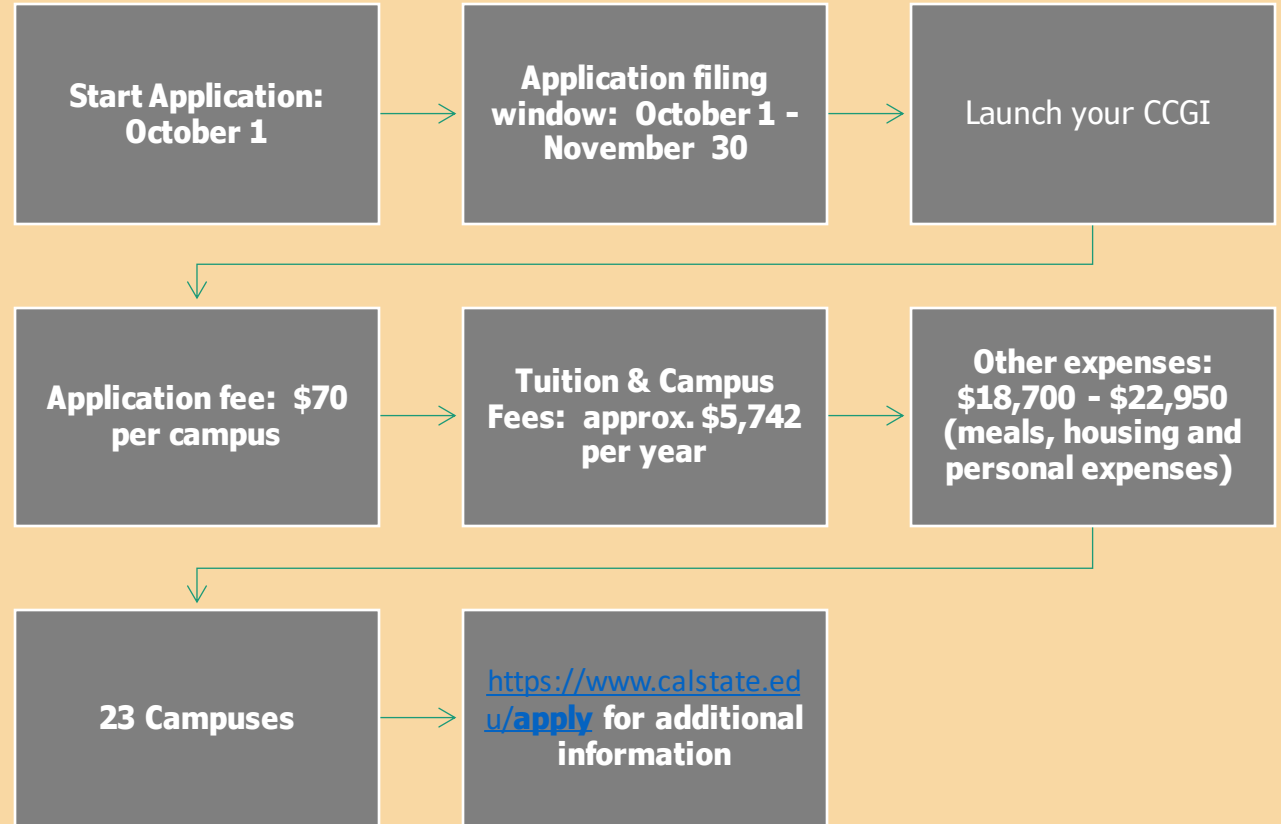 Start Application:
October 1
Application filing
window: October 1 -
November 30
Launch your CCGI
Application fee: $70
per campus
Tuition & Campus
Fees: approx. $5,742
per year
Other expenses:
$18,700 - $22,950
(meals, housing and
personal expenses)
23 Campuses
https://www.calstate.ed
u/apply for additional
information